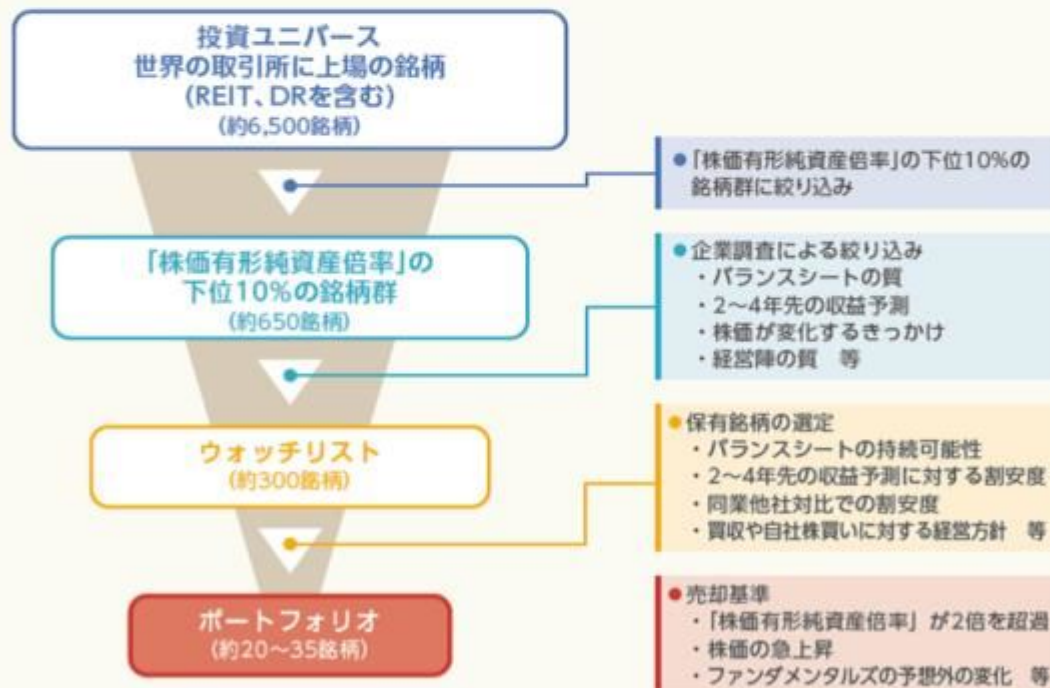 投資ユニバース
世界の取引所に上場の銘柄
(REIT、DRを含む)
(約6,500銘柄)
●「株価有形純資産倍率」の下位10%の
銘柄群に絞り込み
「株価有形純資産倍率」の
下位10%の銘柄群
(約650銘柄)
●企業調査による絞り込み
・バランスシートの質
・2〜4年先の収益予測
・株価が変化するきっかけ
・経営陣の質 等
ウォッチリスト
(約300銘柄)
●保有銘柄の選定
・バランスシートの持続可能性
・2〜4年先の収益予測に対する割安度
・同業他社対比での割安度
・買収や自社株買いに対する経営方針 等
ポートフォリオ
(約20〜35銘柄)
●売却基準
・「株価有形純資産倍率」が2倍を超過
・株価の急上昇
・ファンダメンタルズの予想外の変化 等